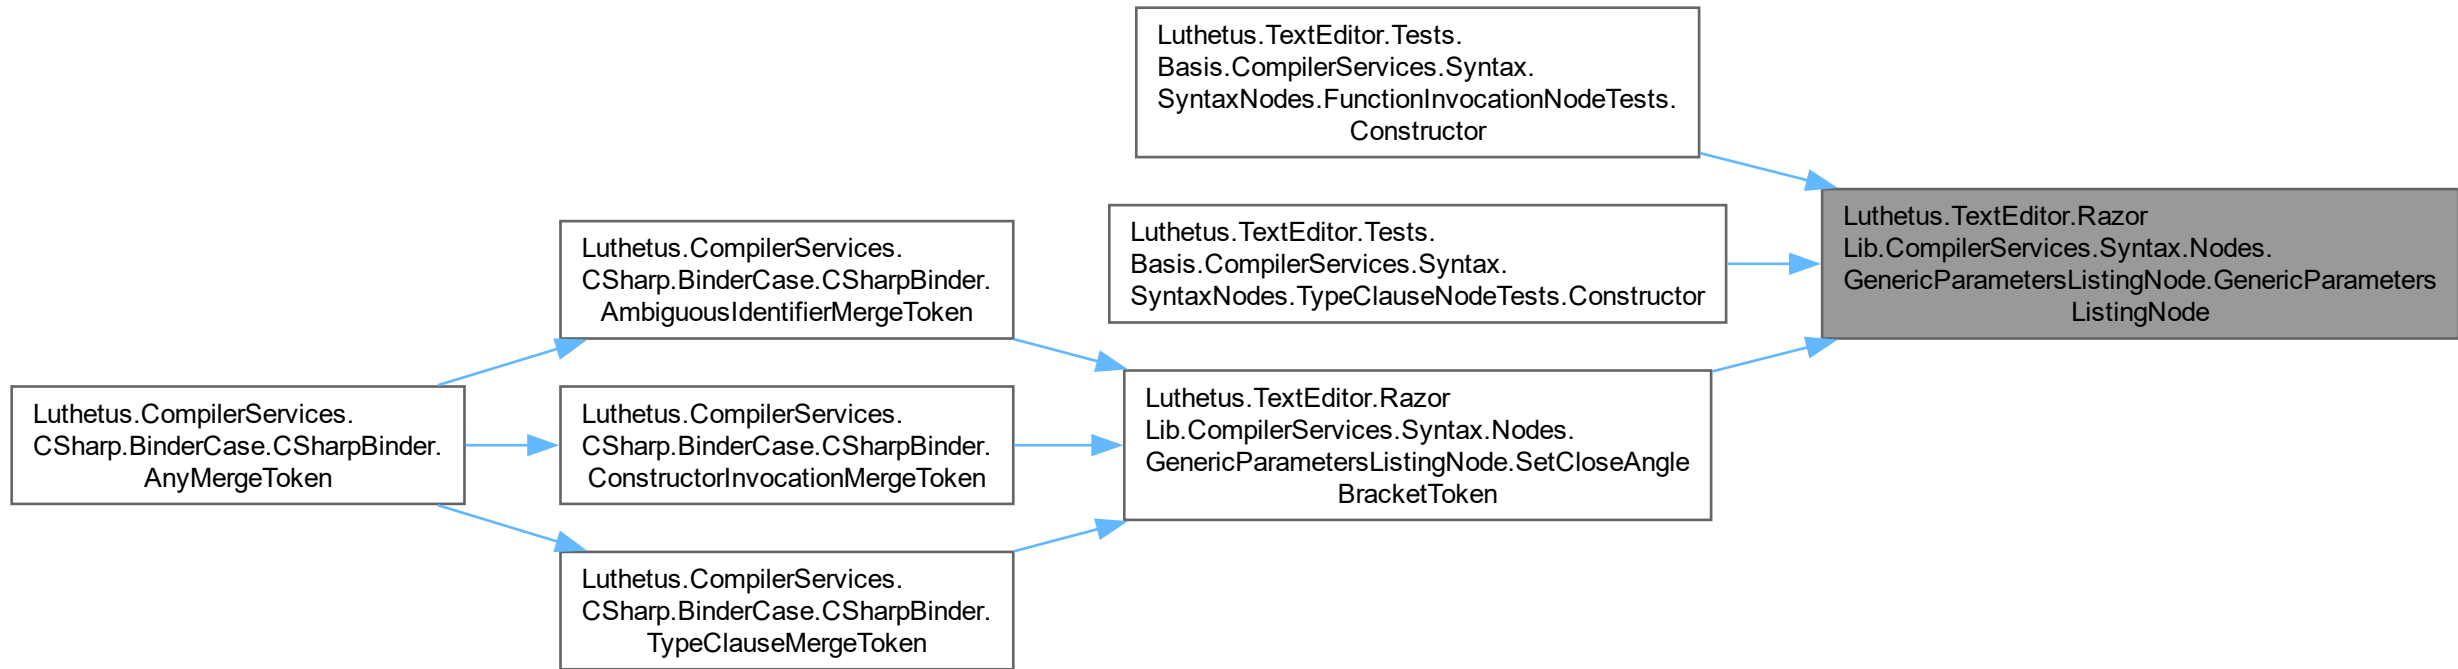 Luthetus.TextEditor.Tests.
Basis.CompilerServices.Syntax.
SyntaxNodes.FunctionInvocationNodeTests.
Constructor
Luthetus.TextEditor.Razor
Lib.CompilerServices.Syntax.Nodes.
GenericParametersListingNode.GenericParameters
ListingNode
Luthetus.TextEditor.Tests.
Basis.CompilerServices.Syntax.
SyntaxNodes.TypeClauseNodeTests.Constructor
Luthetus.CompilerServices.
CSharp.BinderCase.CSharpBinder.
AmbiguousIdentifierMergeToken
Luthetus.TextEditor.Razor
Lib.CompilerServices.Syntax.Nodes.
GenericParametersListingNode.SetCloseAngle
BracketToken
Luthetus.CompilerServices.
CSharp.BinderCase.CSharpBinder.
AnyMergeToken
Luthetus.CompilerServices.
CSharp.BinderCase.CSharpBinder.
ConstructorInvocationMergeToken
Luthetus.CompilerServices.
CSharp.BinderCase.CSharpBinder.
TypeClauseMergeToken